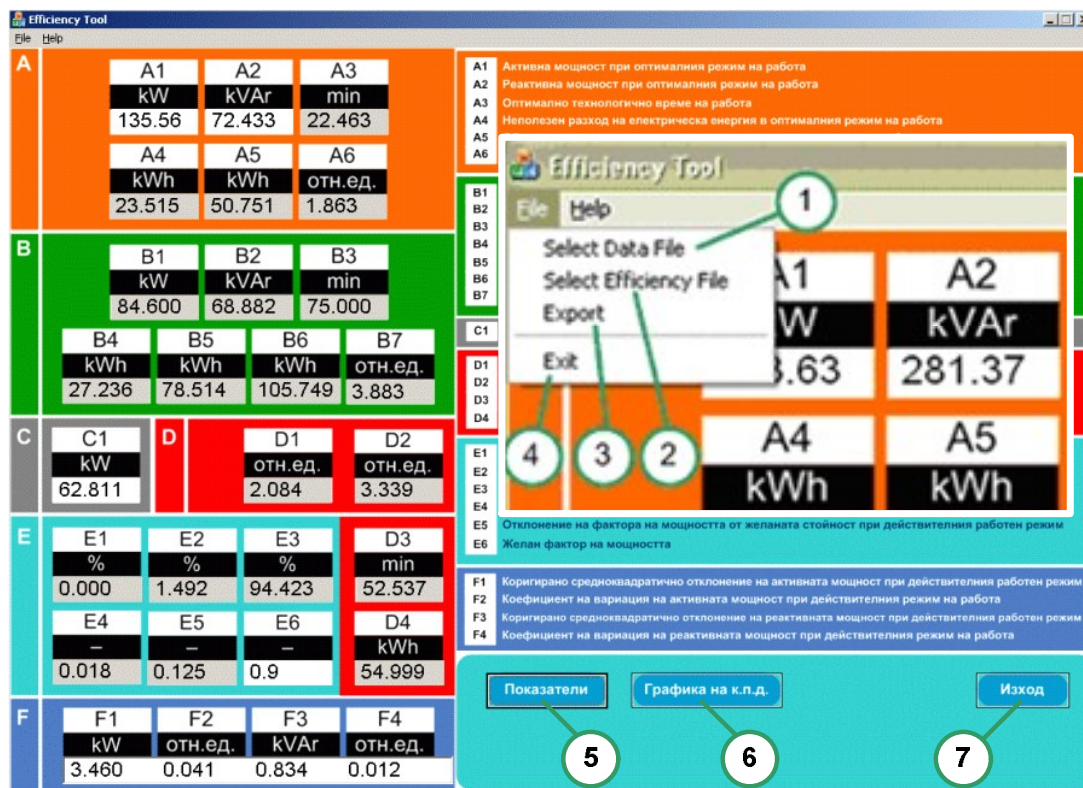 Efficiency Tool
File Help
A
A1 A2 A3
kW kVAr min
135.56 72.433 22.463
A4 A5 A6
kWh kWh отн.ед.
23.515 50.751 1.863
B
B1 B2 B3
kW kVAr min
84.600 68.882 75.000
B4 B5 B6 B7
kWh kWh kWh отн.ед.
27.236 78.514 105.749 3.883
C
C1
kW
62.811
D
D1 D2
отн.ед. отн.ед.
2.084 3.339
E
E1 E2 E3 D3
% % % min
0.000 1.492 94.423 52.537
E4 E5 E6 D4
– – – kWh
0.018 0.125 0.9 54.999
F
F1 F2 F3 F4
kW отн.ед. kVAr отн.ед.
3.460 0.041 0.834 0.012
A1 Активна мощност при оптималния режим на работа
A2 Реактивна мощност при оптималния режим на работа
A3 Оптимално технологично време на работа
A4 Неполезен разход на електрическа енергия в оптималния режим на работа
A5
A6
B1
B2
B3
B4
B5
B6
B7
C1
D1
D2
D3
D4
E1
E2
E3
E4
E5 Отклонение на фактора на мощността от желаната стойност при действителния работен режим
E6 Желан фактор на мощността
F1 Коригирано средноквадратично отклонение на активната мощност при действителния работен режим
F2 Коефициент на вариация на активната мощност при действителния режим на работа
F3 Коригирано средноквадратично отклонение на реактивната мощност при действителния работен режим
F4 Коефициент на вариация на реактивната мощност при действителния режим на работа
Efficiency Tool
File Help
1
Select Data File
Select Efficiency File
Export
Exit
A1 A2
W kVAr
3.63 281.37
4 3 2
A4 A5
kWh kWh
Показатели Графика на к.п.д. Изход
5 6 7